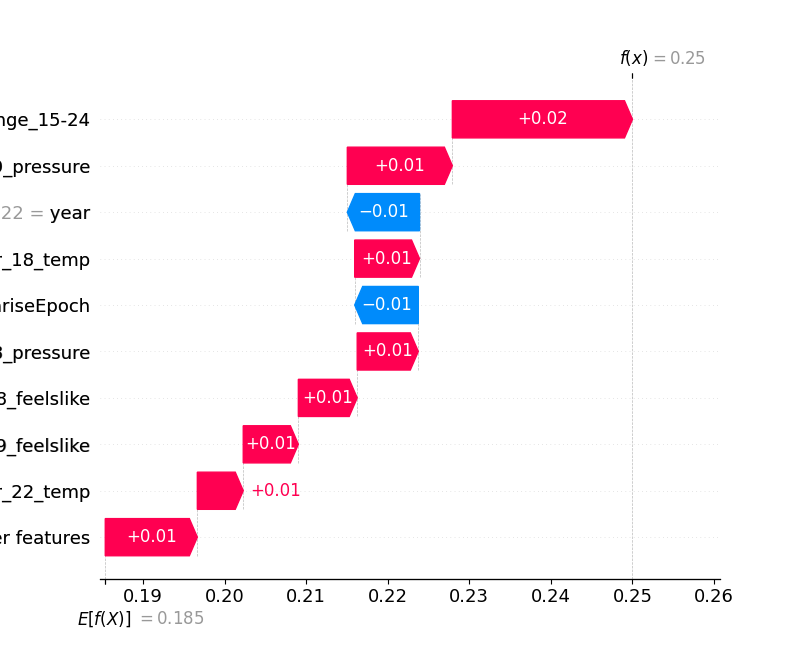 f(x) = 0.25
nge_15-24
+0.02
_pressure
+0.01
22 = year
−0.01
r_18_temp
+0.01
riseEpoch
−0.01
3_pressure
+0.01
8_feelslike
+0.01
9_feelslike
+0.01
r_22_temp
+0.01
er features
+0.01
0.19 0.20 0.21 0.22 0.23 0.24 0.25 0.26
E[f(X)] = 0.185